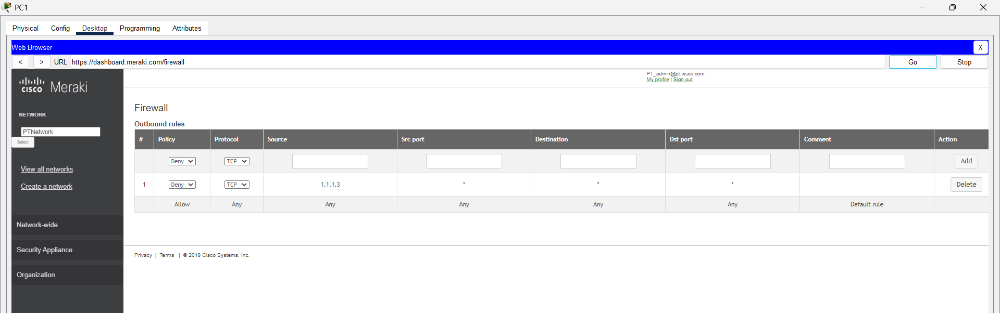 PC1
Physical Config Desktop Programming Attributes
Web Browser X
< > URL https://dashboard.meraki.com/firewall Go Stop
cisco Meraki
PT_admin@pt.cisco.com
My profile | Sign out
NETWORK
PTNetwork
Select
View all networks
Create a network
Network-wide
Security Appliance
Organization
Firewall
Outbound rules
# Policy Protocol Source Src port Destination Dst port Comment Action
Deny TCP Add
1 Deny TCP 1.1.1.3 * * * Delete
Allow Any Any Any Any Any Default rule
Privacy | Terms | © 2018 Cisco Systems, Inc.